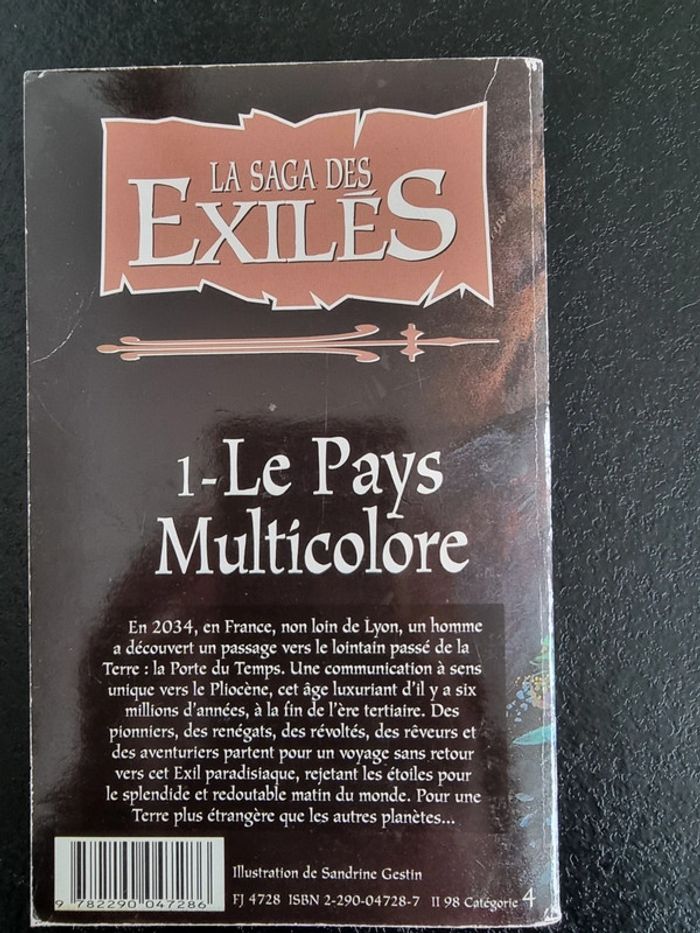 LA SAGA DES
EXILÉS
1-Le Pays
Multicolore
En 2034, en France, non loin de Lyon, un homme
a découvert un passage vers le lointain passé de la
Terre : la Porte du Temps. Une communication à sens
unique vers le Pliocène, cet âge luxuriant d'il y a six
millions d'années, à la fin de l'ère tertiaire. Des
pionniers, des renégats, des révoltés, des rêveurs et
des aventuriers partent pour un voyage sans retour
vers cet Exil paradisiaque, rejetant les étoiles pour
le splendide et redoutable matin du monde. Pour une
Terre plus étrangère que les autres planètes...
Illustration de Sandrine Gestin
9 782290 047286
FJ 4728 ISBN 2-290-04728-7 II 98 Catégorie 4